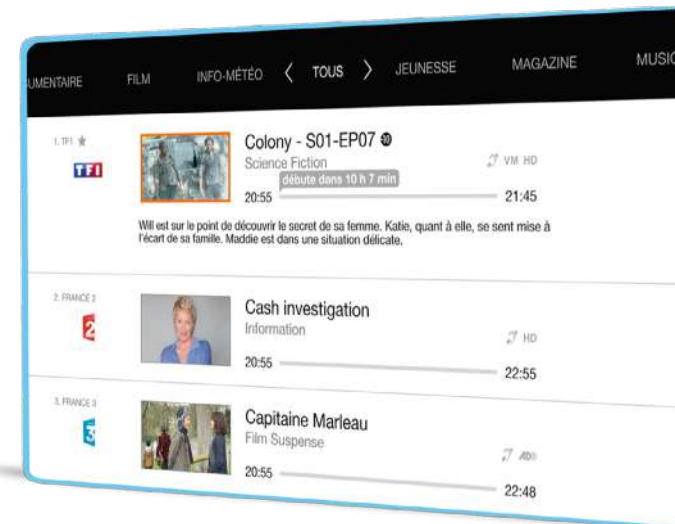 UMENTAIRE FILM INFO-MÉTÉO < TOUS > JEUNESSE MAGAZINE MUSIC
1. TF1 ★
TF1
Colony - S01-EP07
Science Fiction
VM HD
débute dans 10 h 7 min
20:55 21:45
Will est sur le point de découvrir le secret de sa femme. Katie, quant à elle, se sent mise à
l'écart de sa famille. Maddie est dans une situation délicate.
2. FRANCE 2
2
Cash investigation
Information
HD
20:55 22:55
3. FRANCE 3
3
Capitaine Marleau
Film Suspense
AD))
20:55 22:48